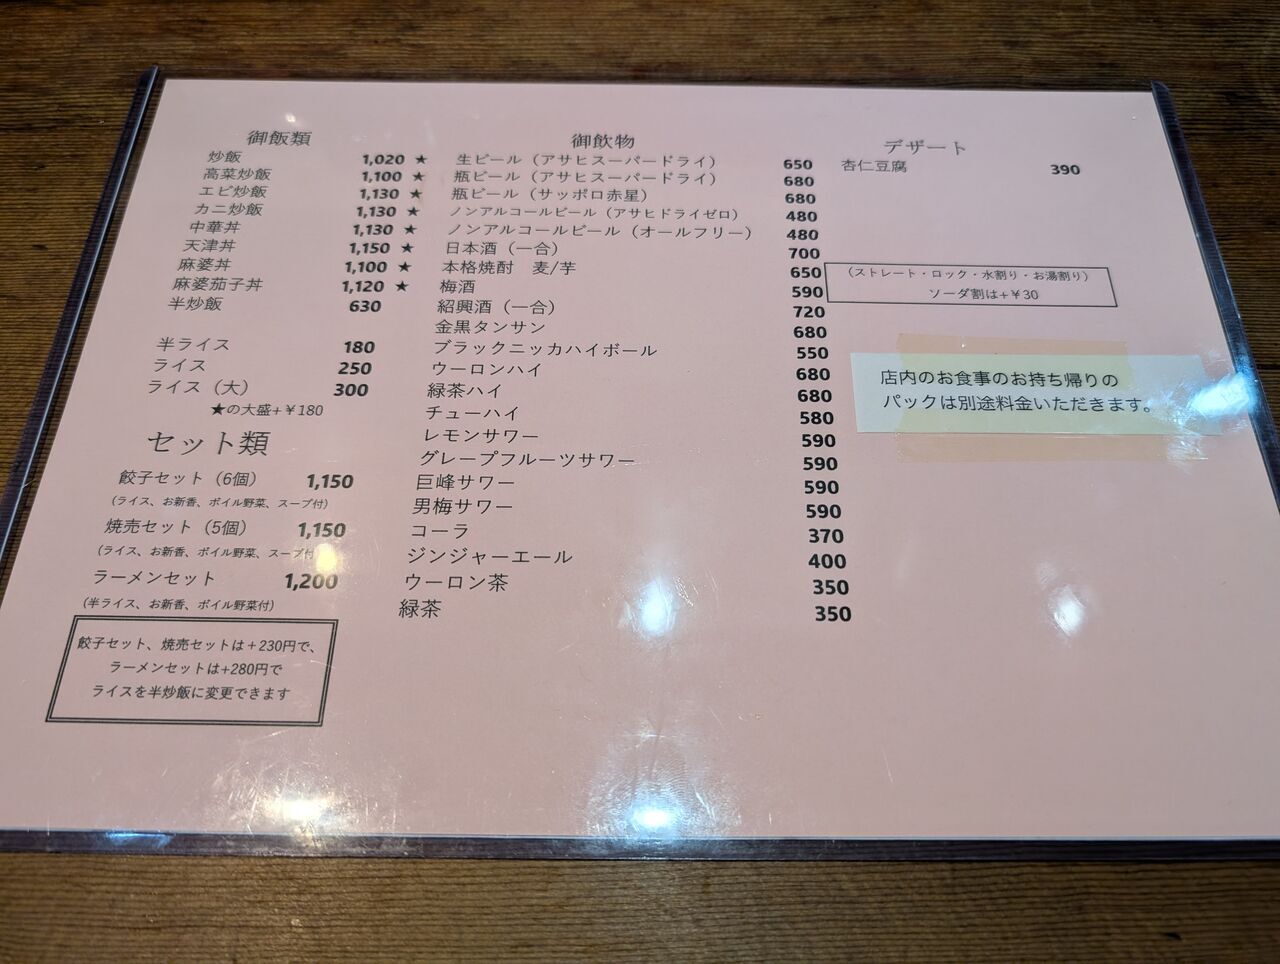 御飯類
炒飯 1,020 ★
高菜炒飯 1,100 ★
エビ炒飯 1,130 ★
カニ炒飯 1,130 ★
中華丼 1,130 ★
天津丼 1,150 ★
麻婆丼 1,100 ★
麻婆茄子丼 1,120 ★
半炒飯 630
半ライス 180
ライス 250
ライス（大） 300
★の大盛+￥180
セット類
餃子セット（6個） 1,150
（ライス、お新香、ボイル野菜、スープ付）
焼売セット（5個） 1,150
（ライス、お新香、ボイル野菜、スープ付
ラーメンセット 1,200
（半ライス、お新香、ボイル野菜付）
餃子セット、焼売セットは＋230円で、
ラーメンセットは+280円で
ライスを半炒飯に変更できます
御飲物
生ビール（アサヒスーパードライ） 650
瓶ビール（アサヒスーパードライ） 680
瓶ビール（サッポロ赤星） 680
ノンアルコールビール（アサヒドライゼロ） 480
ノンアルコールビール（オールフリー） 480
日本酒（一合） 700
本格焼酎　麦/芋 650
梅酒 590
紹興酒（一合） 720
金黒タンサン 680
ブラックニッカハイボール 550
ウーロンハイ 680
緑茶ハイ 680
チューハイ 580
レモンサワー 590
グレープフルーツサワー 590
巨峰サワー 590
男梅サワー 590
コーラ 370
ジンジャーエール 400
ウーロン茶 350
緑茶 350
デザート
杏仁豆腐 390
（ストレート・ロック・水割り・お湯割り）
ソーダ割は+￥30
店内のお食事のお持ち帰りの
パックは別途料金いただきます。